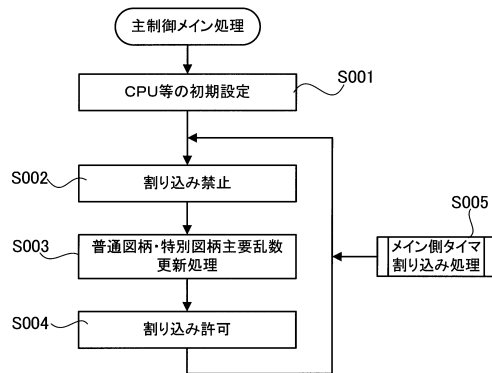 主制御メイン処理
CPU等の初期設定
S001
S002
割り込み禁止
S005
メイン側タイマ
割り込み処理
S003
普通図柄・特別図柄主要乱数
更新処理
S004
割り込み許可